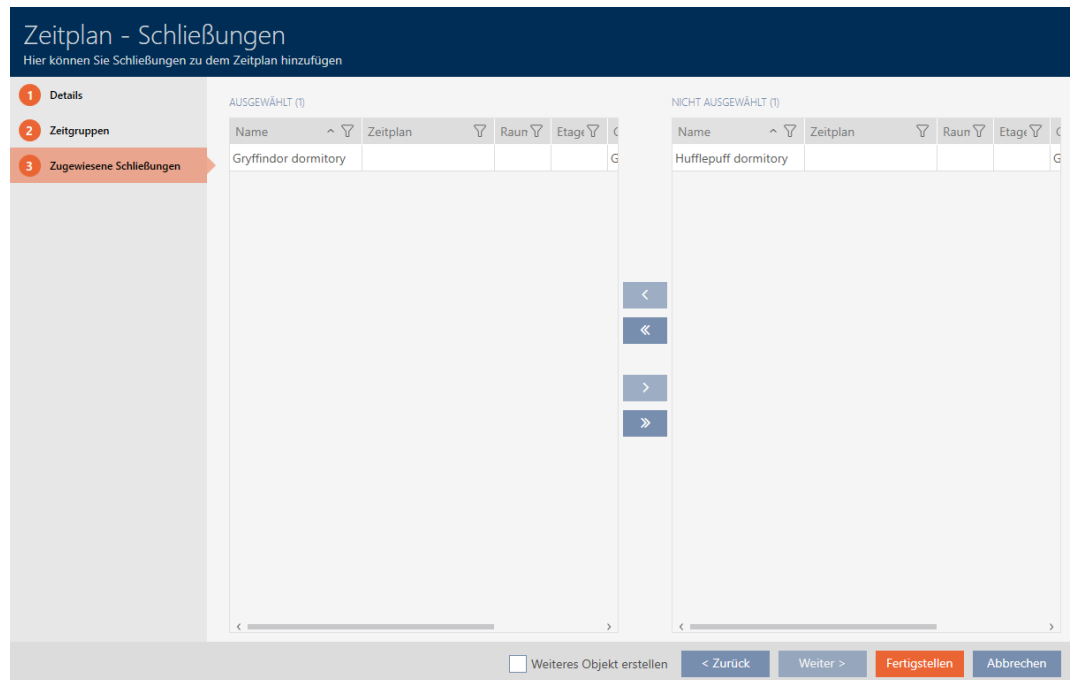 Zeitplan - Schließungen
Hier können Sie Schließungen zu dem Zeitplan hinzufügen
1 Details
2 Zeitgruppen
3 Zugewiesene Schließungen
AUSGEWÄHLT (1)
Name Zeitplan Raum Etage
Gryffindor dormitory G
NICHT AUSGEWÄHLT (1)
Name Zeitplan Raum Etage
Hufflepuff dormitory G
Weiteres Objekt erstellen
< Zurück
Weiter >
Fertigstellen
Abbrechen